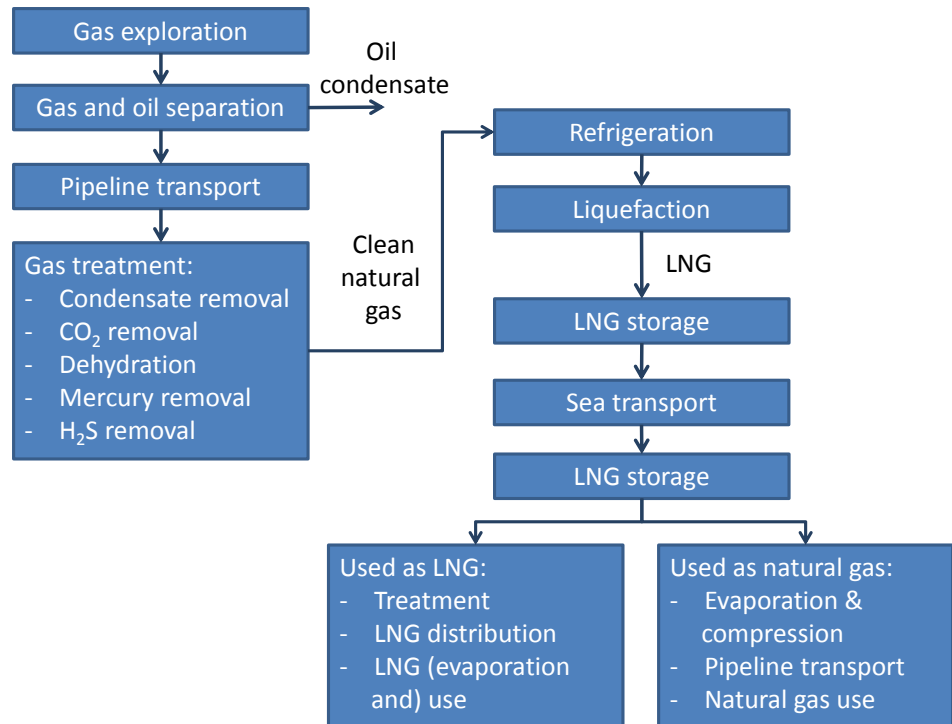 Gas exploration
Oil
condensate
Gas and oil separation
Refrigeration
Pipeline transport
Liquefaction
Clean
natural
gas
LNG
Gas treatment:
- Condensate removal
- CO₂ removal
- Dehydration
- Mercury removal
- H₂S removal
LNG storage
Sea transport
LNG storage
Used as LNG:
- Treatment
- LNG distribution
- LNG (evaporation
and) use
Used as natural gas:
- Evaporation &
compression
- Pipeline transport
- Natural gas use